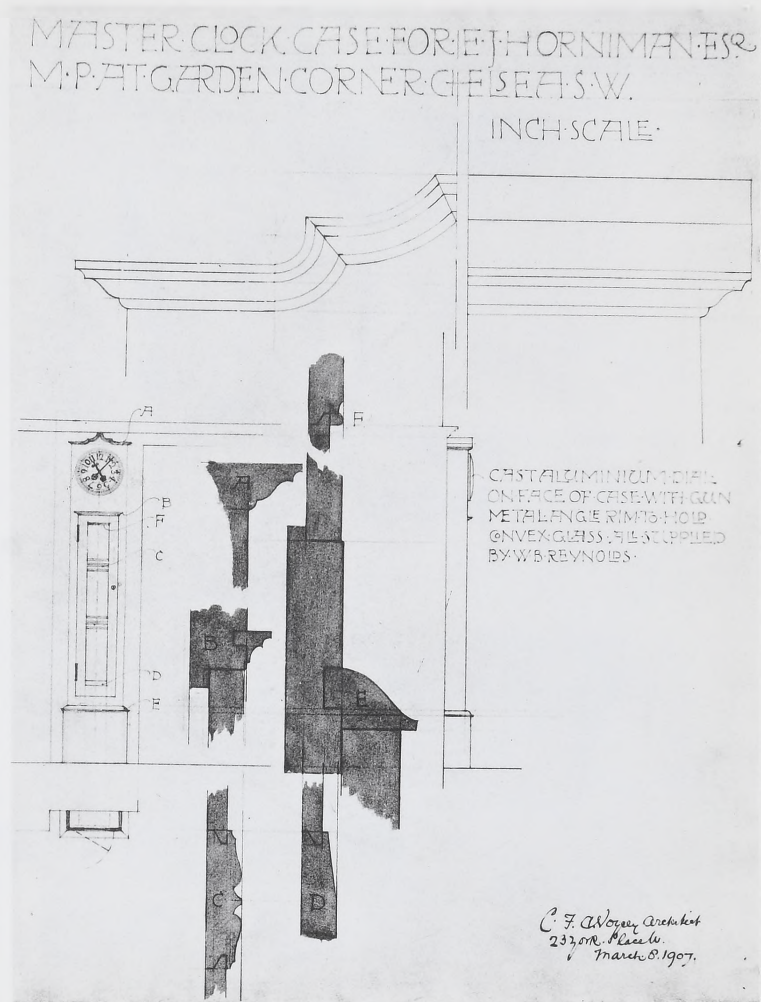 MASTER·CLOCK·CASE·FOR·E·J·HORNIMAN·ESQR
M·P·AT·GARDEN·CORNER·CHELSEA·S·W.
INCH·SCALE·
A
B
F
C
D
E
A
B
F
E
C
D
CAST ALUMINIUM·DIAL·
ON·FACE·OF·CASE·WITH·GUN
METAL·ANGLE·RIM·TO·HOLD
CONVEX·GLASS·ALL·SUPPLIED
BY·W·B·REYNOLDS·
C. F. A Voysey Architect
23 York. Place W.
March 8. 1907.